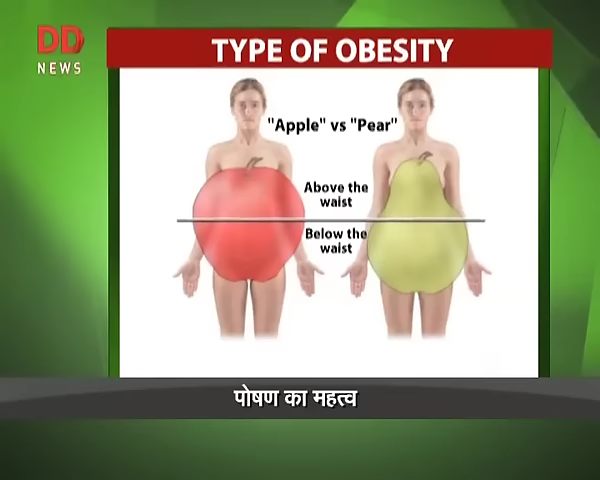 DD
NEWS
TYPE OF OBESITY
"Apple" vs "Pear"
Above the
waist
Below the
waist
पोषण का महत्व